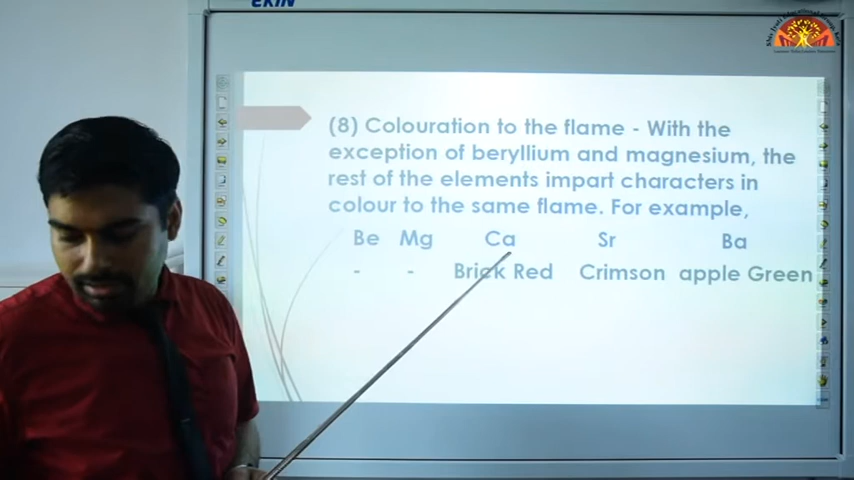 EKIN
(8) Colouration to the flame - With the
exception of beryllium and magnesium, the
rest of the elements impart characters in
colour to the same flame. For example,
Be Mg Ca Sr Ba
- - Brick Red Crimson apple Green